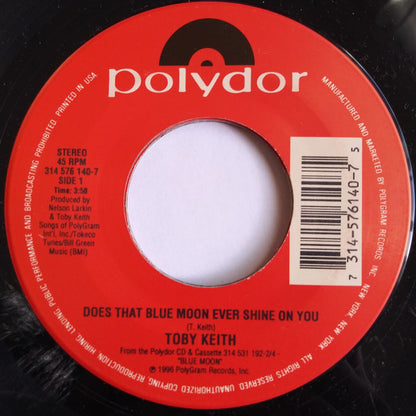 polydor
STEREO
45 RPM
314 576 140-7
SIDE 1
Time: 3:50
Produced by
Nelson Larkin
& Toby Keith
Songs of PolyGram
Int'l, Inc./Tokeco
Tunes/Bill Green
Music (BMI)
7 314-576140-7 5
DOES THAT BLUE MOON EVER SHINE ON YOU
(T. Keith)
TOBY KEITH
From the Polydor CD & Cassette 314 531 192-2/4-
"BLUE MOON"
℗ © 1996 PolyGram Records, Inc.
MANUFACTURED AND MARKETED BY POLYGRAM RECORDS, INC. NEW YORK, NEW YORK. ALL RIGHTS RESERVED. UNAUTHORIZED COPYING, REPRODUCTION, HIRING, LENDING, PUBLIC PERFORMANCE AND BROADCASTING PROHIBITED. PRINTED IN USA